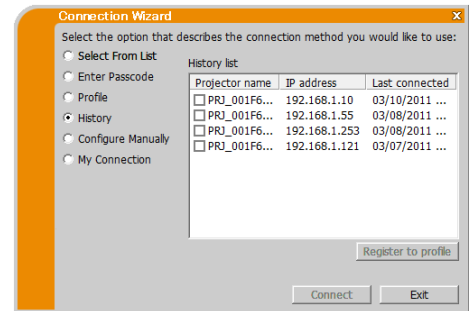 Connection Wizard
x
Select the option that describes the connection method you would like to use:
Select From List
Enter Passcode
Profile
History
Configure Manually
My Connection
History list
Projector name IP address Last connected
PRJ_001F6... 192.168.1.10 03/10/2011 ...
PRJ_001F6... 192.168.1.55 03/08/2011 ...
PRJ_001F6... 192.168.1.253 03/08/2011 ...
PRJ_001F6... 192.168.1.121 03/07/2011 ...
Register to profile
Connect Exit